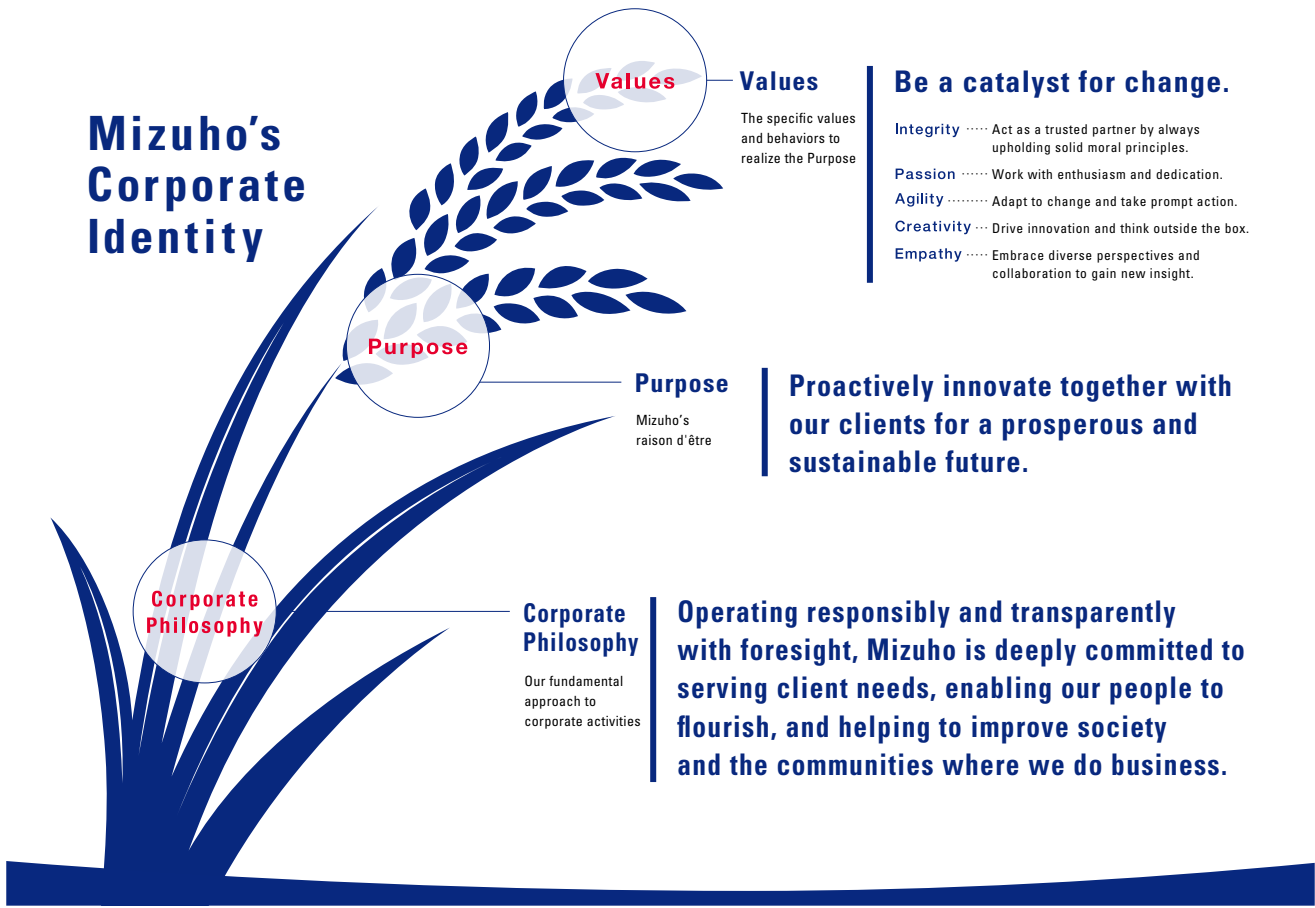 Mizuho's
Corporate
Identity
Values
Values
The specific values
and behaviors to
realize the Purpose
Be a catalyst for change.
Integrity ····· Act as a trusted partner by always
upholding solid moral principles.
Passion ······ Work with enthusiasm and dedication.
Agility ········· Adapt to change and take prompt action.
Creativity ··· Drive innovation and think outside the box.
Empathy ····· Embrace diverse perspectives and
collaboration to gain new insight.
Purpose
Purpose
Mizuho's
raison d'être
Proactively innovate together with
our clients for a prosperous and
sustainable future.
Corporate
Philosophy
Corporate
Philosophy
Our fundamental
approach to
corporate activities
Operating responsibly and transparently
with foresight, Mizuho is deeply committed to
serving client needs, enabling our people to
flourish, and helping to improve society
and the communities where we do business.